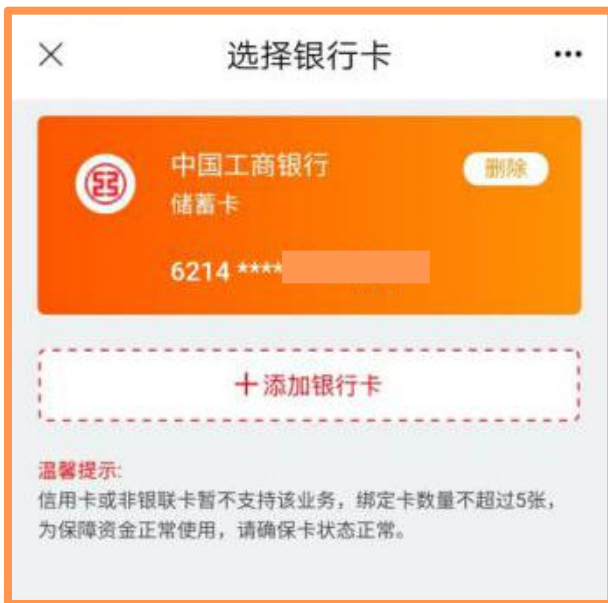 选择银行卡
中国工商银行
删除
储蓄卡
6214 ****
+添加银行卡
温馨提示:
信用卡或非银联卡暂不支持该业务，绑定卡数量不超过5张，
为保障资金正常使用，请确保卡状态正常。